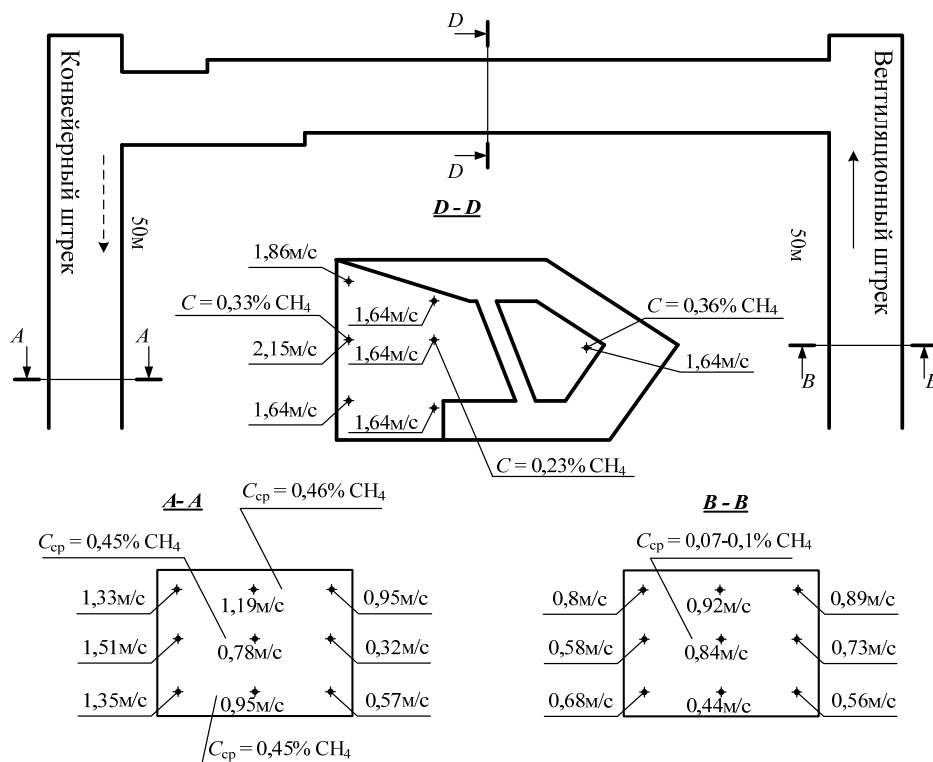 D
Конвейерный штрек
Вентиляционный штрек
D
50м
50м
D - D
1,86м/с
C = 0,33% CH₄
1,64м/с
C = 0,36% CH₄
2,15м/с
1,64м/с
1,64м/с
A
A
B
B
1,64м/с
1,64м/с
C = 0,23% CH₄
A- A
Cср = 0,46% CH₄
B - B
Cср = 0,45% CH₄
Cср = 0,07-0,1% CH₄
1,33м/с
1,19м/с
0,95м/с
0,8м/с
0,92м/с
0,89м/с
1,51м/с
0,78м/с
0,32м/с
0,58м/с
0,84м/с
0,73м/с
1,35м/с
0,95м/с
0,57м/с
0,68м/с
0,44м/с
0,56м/с
Cср = 0,45% CH₄